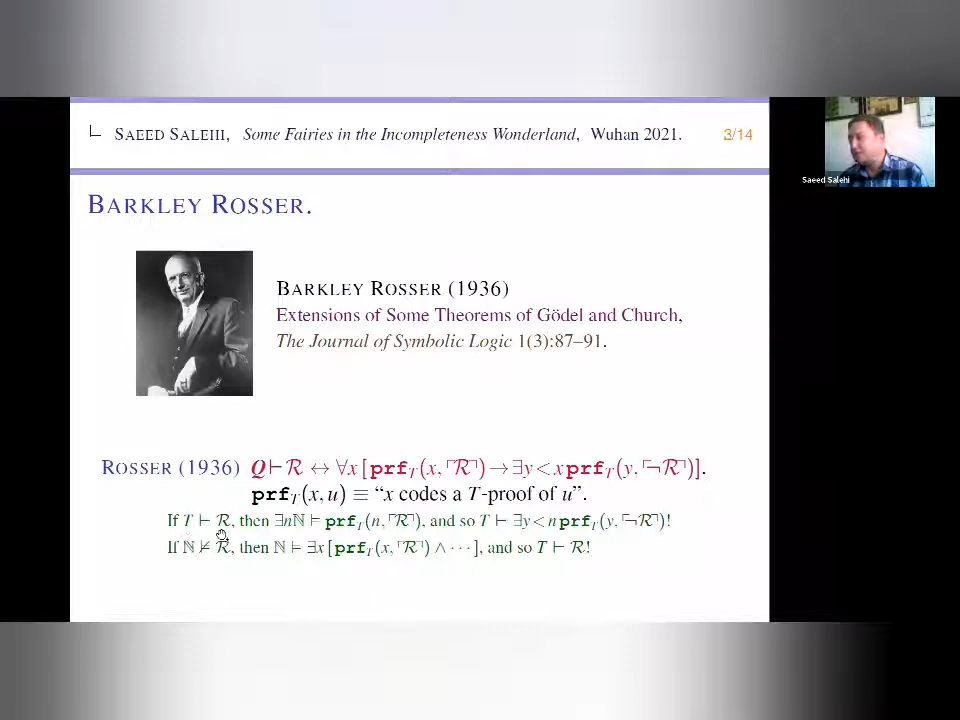 SAEED SALEHI, Some Fairies in the Incompleteness Wonderland, Wuhan 2021. 3/14
Saeed Salehi
BARKLEY ROSSER.
BARKLEY ROSSER (1936)
Extensions of Some Theorems of Gödel and Church,
The Journal of Symbolic Logic 1(3):87–91.
ROSSER (1936) Q⊢ℛ ↔ ∀x[prf_T(x,⌜ℛ⌝)→∃y<x prf_T(y,⌜¬ℛ⌝)].
prf_T(x,u) ≡ “x codes a T-proof of u”.
If T ⊢ ℛ, then ∃nℕ ⊨ prf_T(n,⌜ℛ⌝), and so T ⊢ ∃y<n prf_T(y,⌜¬ℛ⌝)!
If ℕ ⊭ ℛ, then ℕ ⊨ ∃x[prf_T(x,⌜ℛ⌝) ∧ ⋯], and so T ⊢ ℛ!